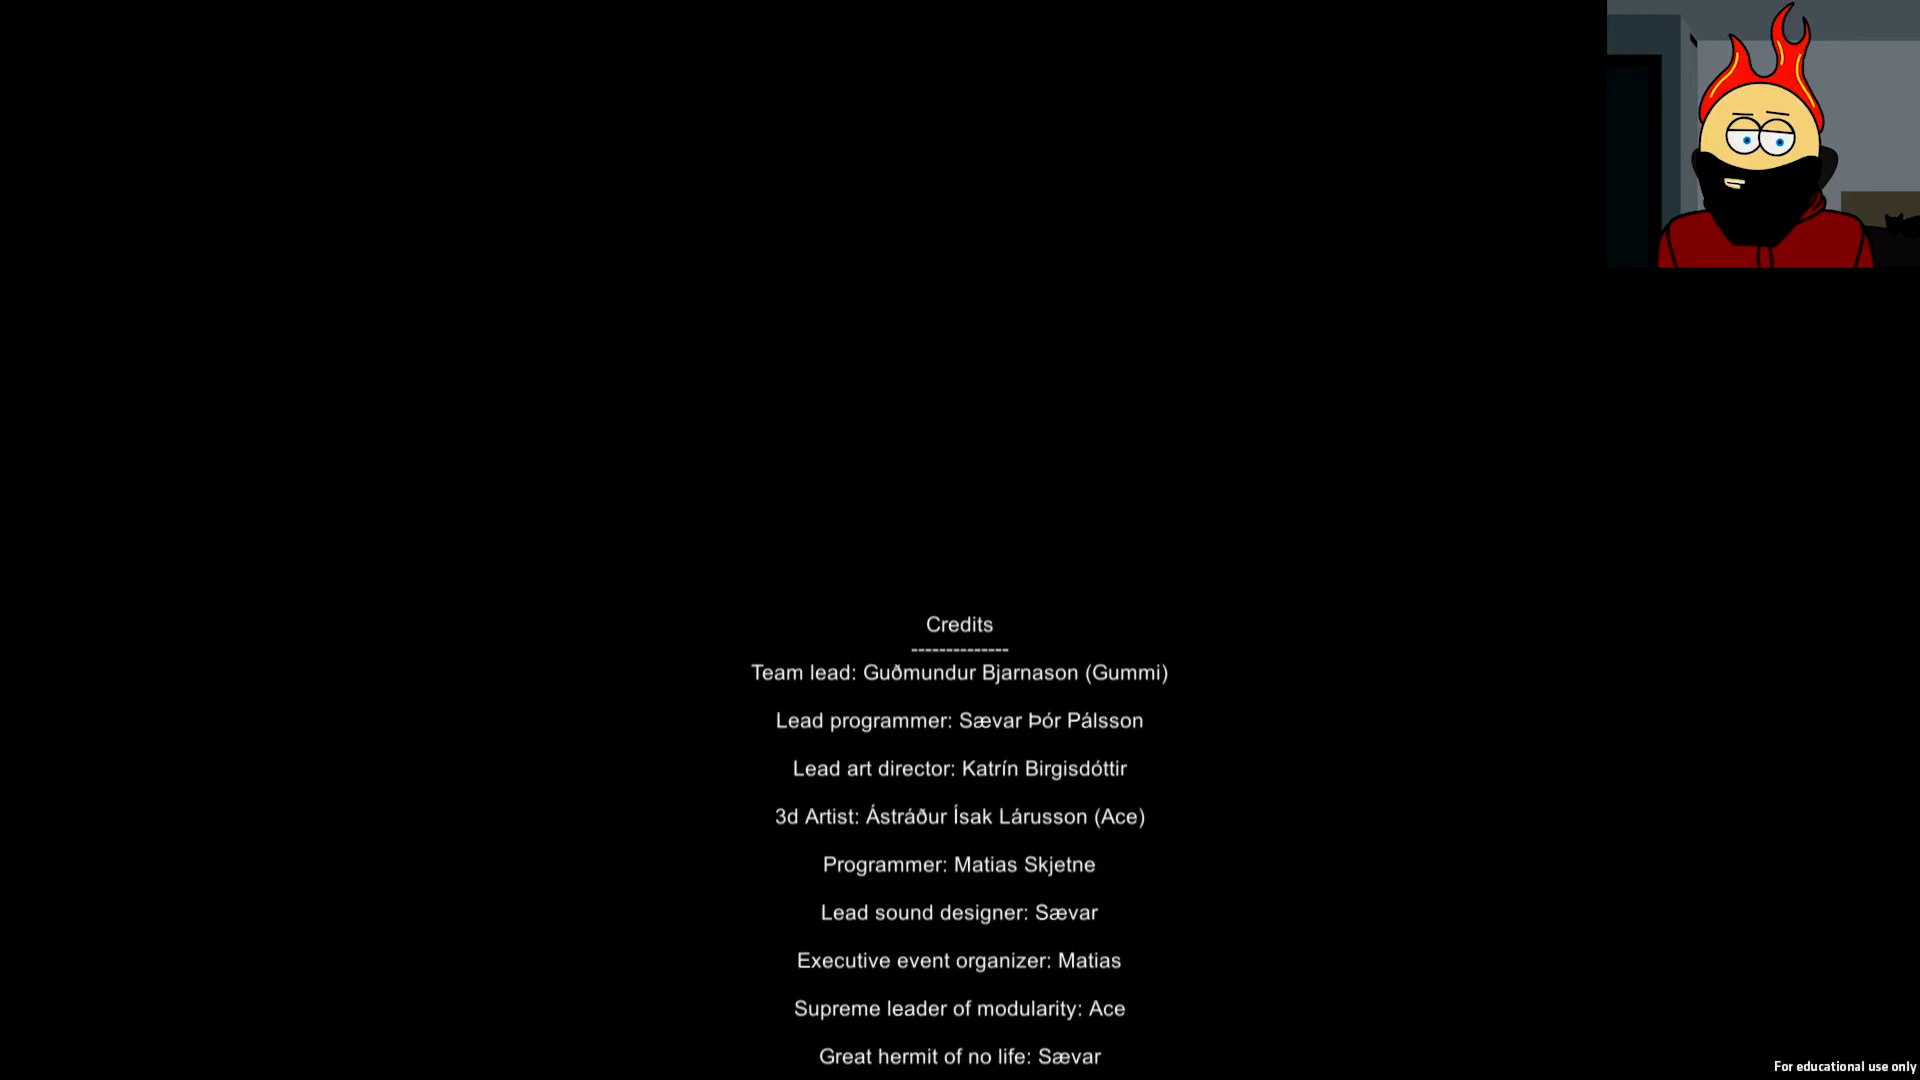 Credits
--------------
Team lead: Guðmundur Bjarnason (Gummi)
Lead programmer: Sævar Þór Pálsson
Lead art director: Katrín Birgisdóttir
3d Artist: Ástráður Ísak Lárusson (Ace)
Programmer: Matias Skjetne
Lead sound designer: Sævar
Executive event organizer: Matias
Supreme leader of modularity: Ace
Great hermit of no life: Sævar
For educational use only